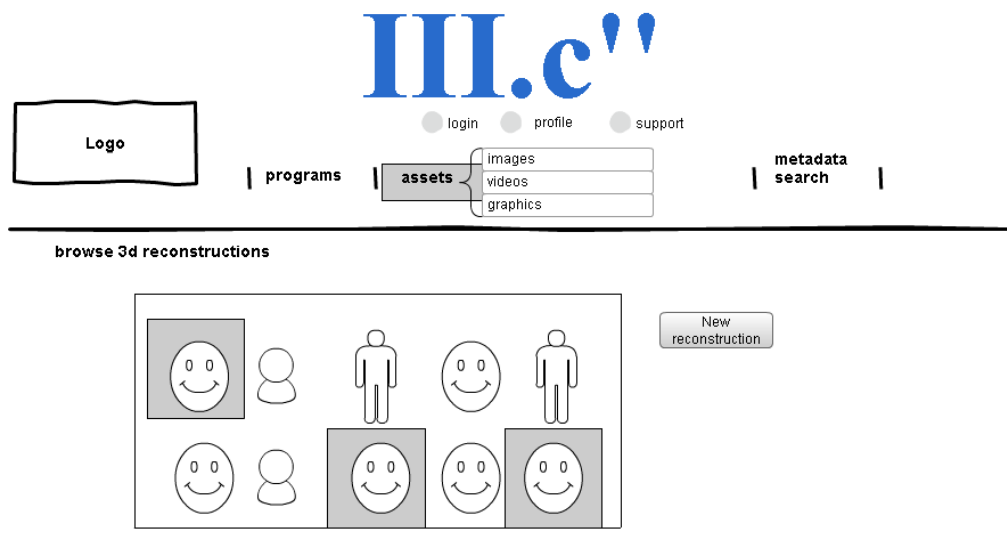 III.c''
login
profile
support
Logo
programs
assets
images
videos
graphics
metadata
search
browse 3d reconstructions
New
reconstruction